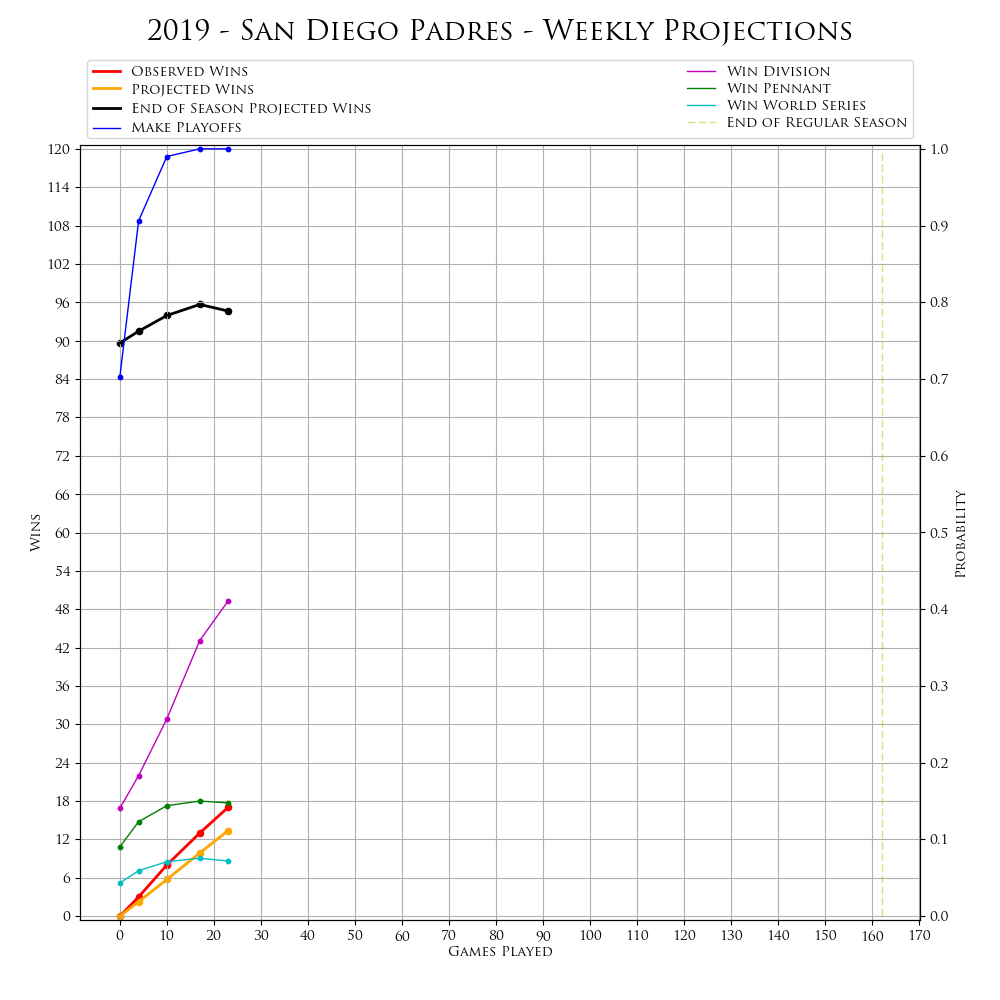 2019 - San Diego Padres - Weekly Projections
Observed Wins
Projected Wins
End of Season Projected Wins
Make Playoffs
Win Division
Win Pennant
Win World Series
End of Regular Season
120
114
108
102
96
90
84
78
72
66
60
54
48
42
36
30
24
18
12
6
0
Wins
1.0
0.9
0.8
0.7
0.6
0.5
0.4
0.3
0.2
0.1
0.0
Probability
0 10 20 30 40 50 60 70 80 90 100 110 120 130 140 150 160 170
Games Played